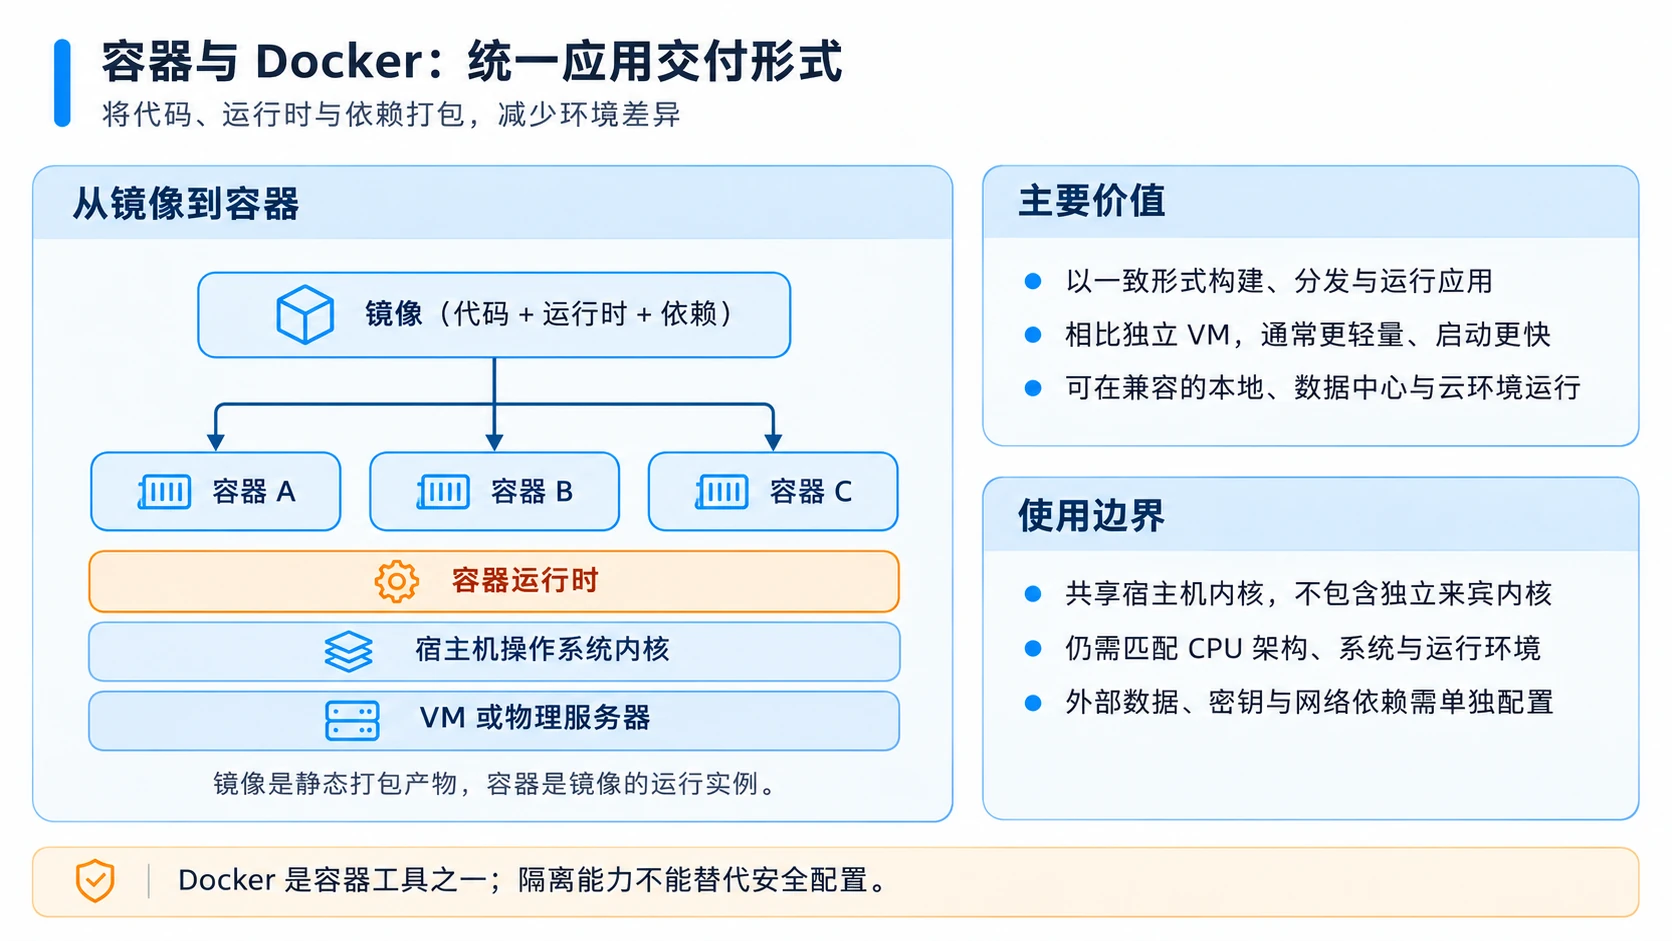 容器与 Docker：统一应用交付形式
将代码、运行时与依赖打包，减少环境差异
从镜像到容器
镜像（代码 + 运行时 + 依赖）
容器 A
容器 B
容器 C
容器运行时
宿主机操作系统内核
VM 或物理服务器
镜像是静态打包产物，容器是镜像的运行实例。
主要价值
以一致形式构建、分发与运行应用
相比独立 VM，通常更轻量、启动更快
可在兼容的本地、数据中心与云环境运行
使用边界
共享宿主机内核，不包含独立来宾内核
仍需匹配 CPU 架构、系统与运行环境
外部数据、密钥与网络依赖需单独配置
Docker 是容器工具之一；隔离能力不能替代安全配置。